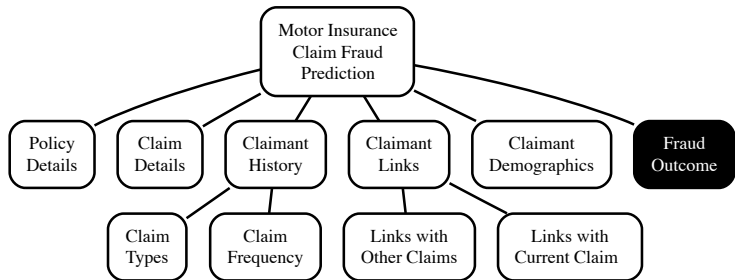 Motor Insurance
Claim Fraud
Prediction
Policy
Details
Claim
Details
Claimant
History
Claimant
Links
Claimant
Demographics
Fraud
Outcome
Claim
Types
Claim
Frequency
Links with
Other Claims
Links with
Current Claim